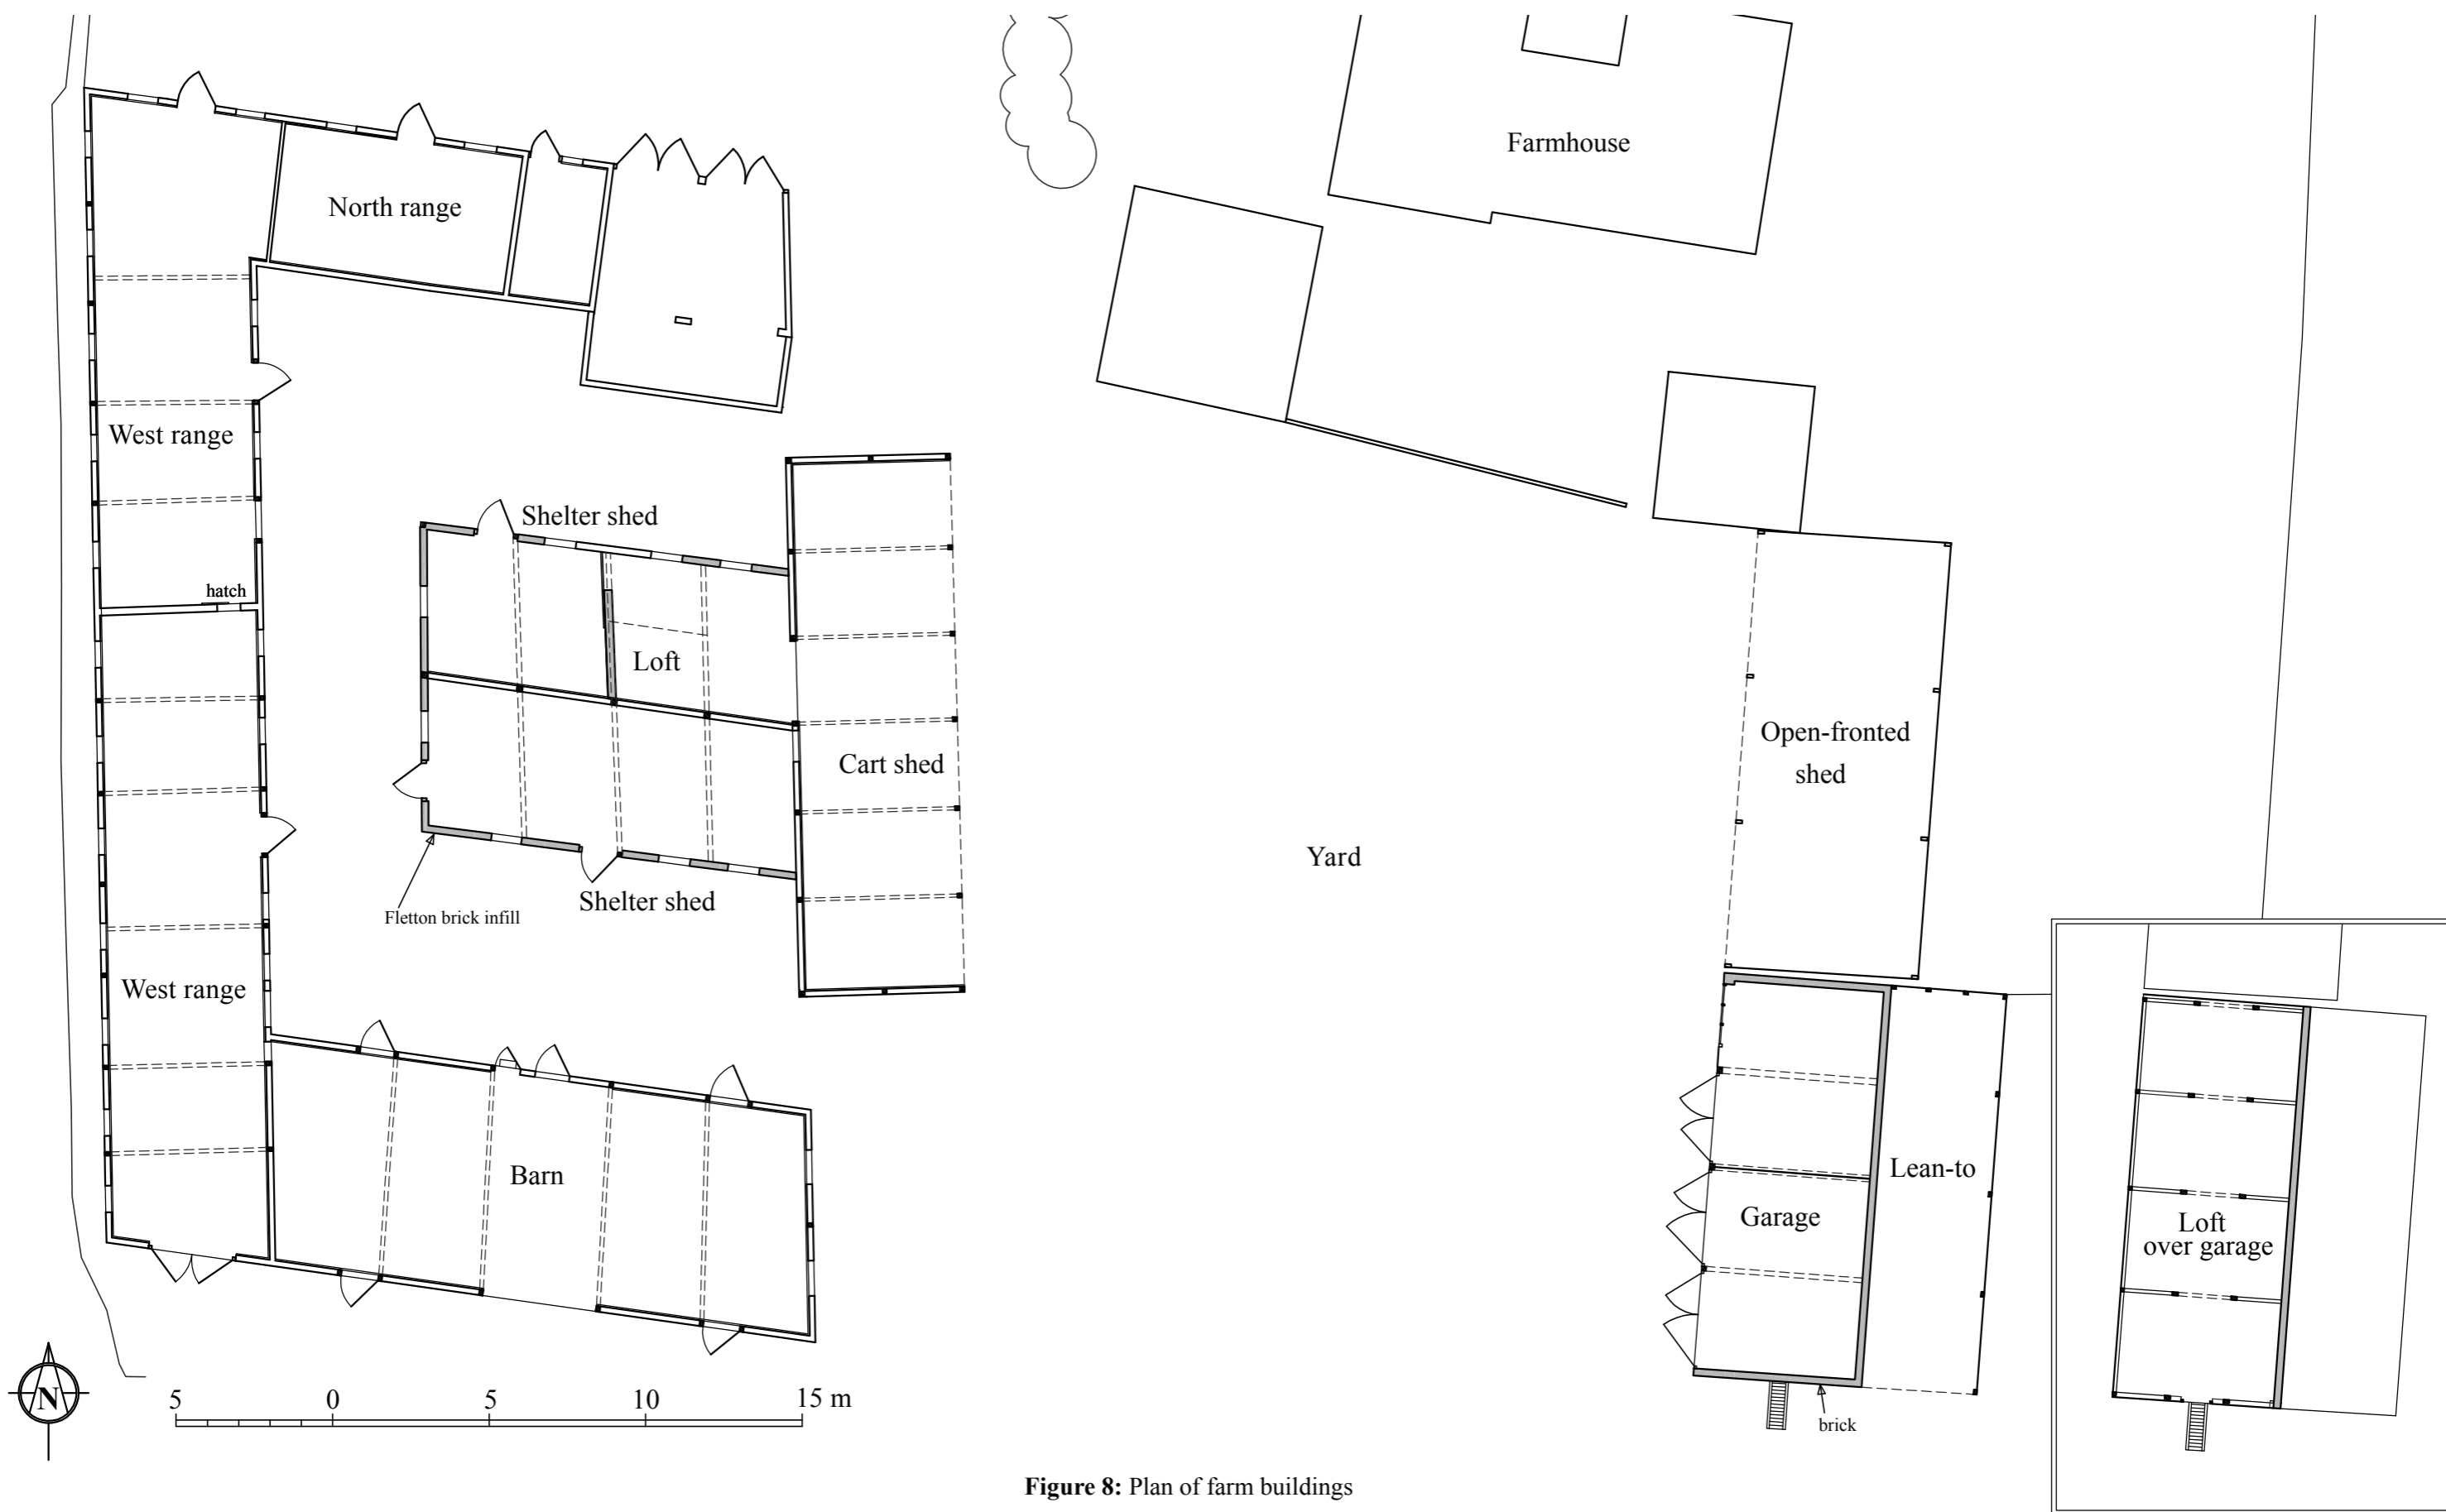 Farmhouse
North range
West range
Shelter shed
hatch
Loft
Open-fronted
shed
Cart shed
Yard
Shelter shed
Fletton brick infill
West range
Barn
Lean-to
Garage
Loft
over garage
N
5 0 5 10 15 m
brick
Figure 8: Plan of farm buildings